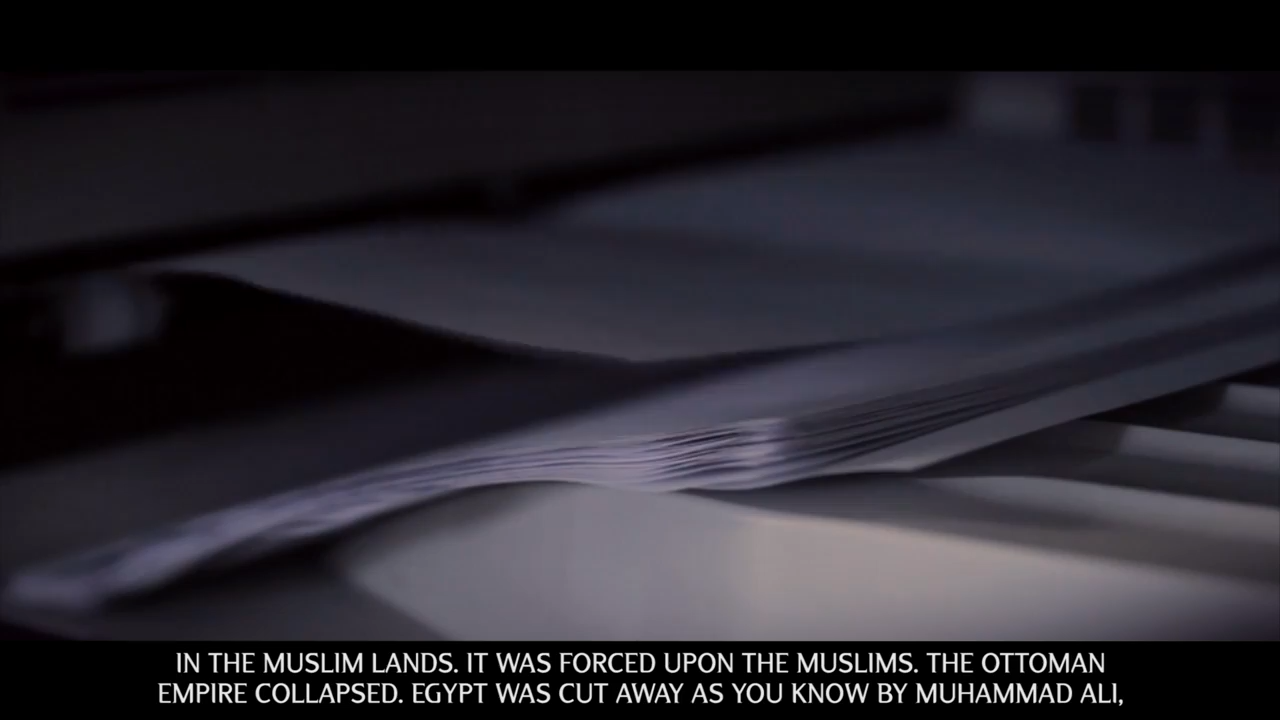 IN THE MUSLIM LANDS. IT WAS FORCED UPON THE MUSLIMS. THE OTTOMAN
EMPIRE COLLAPSED. EGYPT WAS CUT AWAY AS YOU KNOW BY MUHAMMAD ALI,